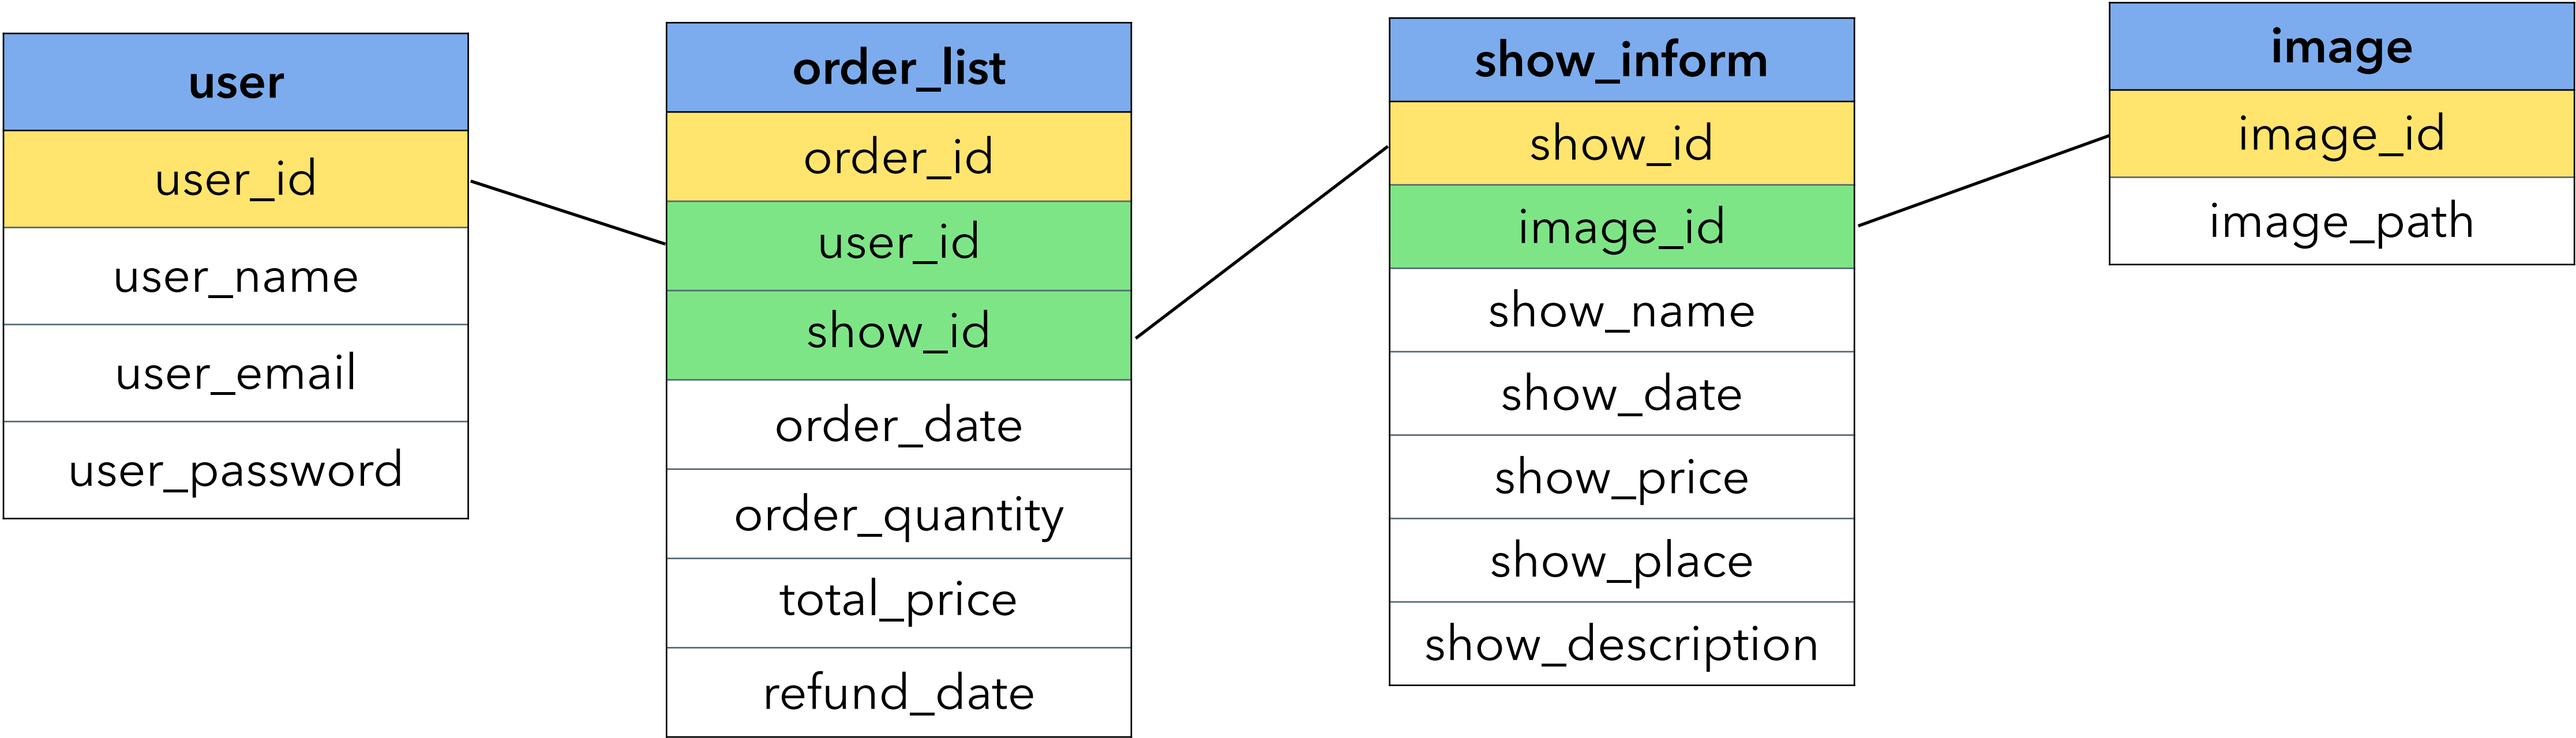 user
user_id
user_name
user_email
user_password
order_list
order_id
user_id
show_id
order_date
order_quantity
total_price
refund_date
show_inform
show_id
image_id
show_name
show_date
show_price
show_place
show_description
image
image_id
image_path